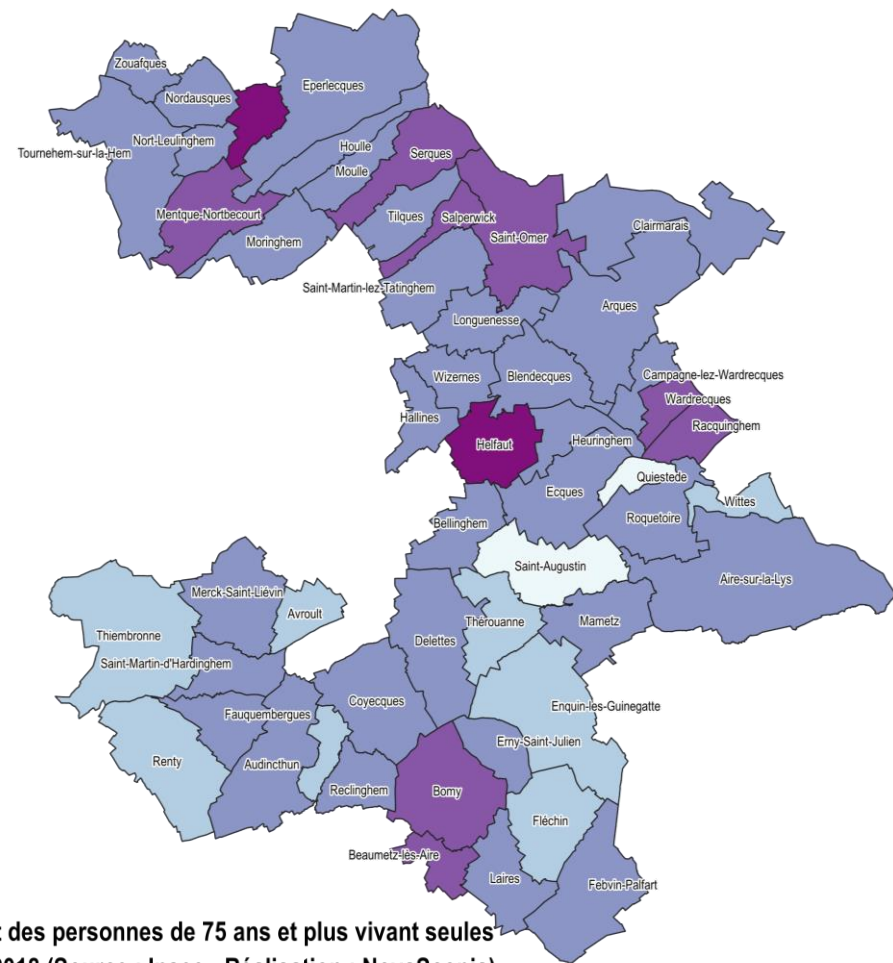 Zouafques
Eperlecques
Nordausques
Nort-Leulinghem
Tournehem-sur-la-Hem
Houlle
Serques
Moulle
Mentque-Nortbecourt
Tilques
Salperwick
Moringhem
Saint-Omer
Clairmarais
Saint-Martin-lez-Tatinghem
Arques
Longuenesse
Wizernes
Blendecques
Campagne-lez-Wardrecques
Wardrecques
Hallines
Racquinghem
Helfaut
Heuringhem
Quiestede
Ecques
Wittes
Roquetoire
Bellinghem
Saint-Augustin
Aire-sur-la-Lys
Merck-Saint-Liévin
Avroult
Thérouanne
Mametz
Thiembronne
Delettes
Saint-Martin-d'Hardinghem
Coyecques
Enquin-les-Guinegatte
Fauquembergues
Erny-Saint-Julien
Renty
Audincthun
Reclinghem
Bomy
Fléchin
Beaumetz-lès-Aire
Laires
Febvin-Palfart
des personnes de 75 ans et plus vivant seules